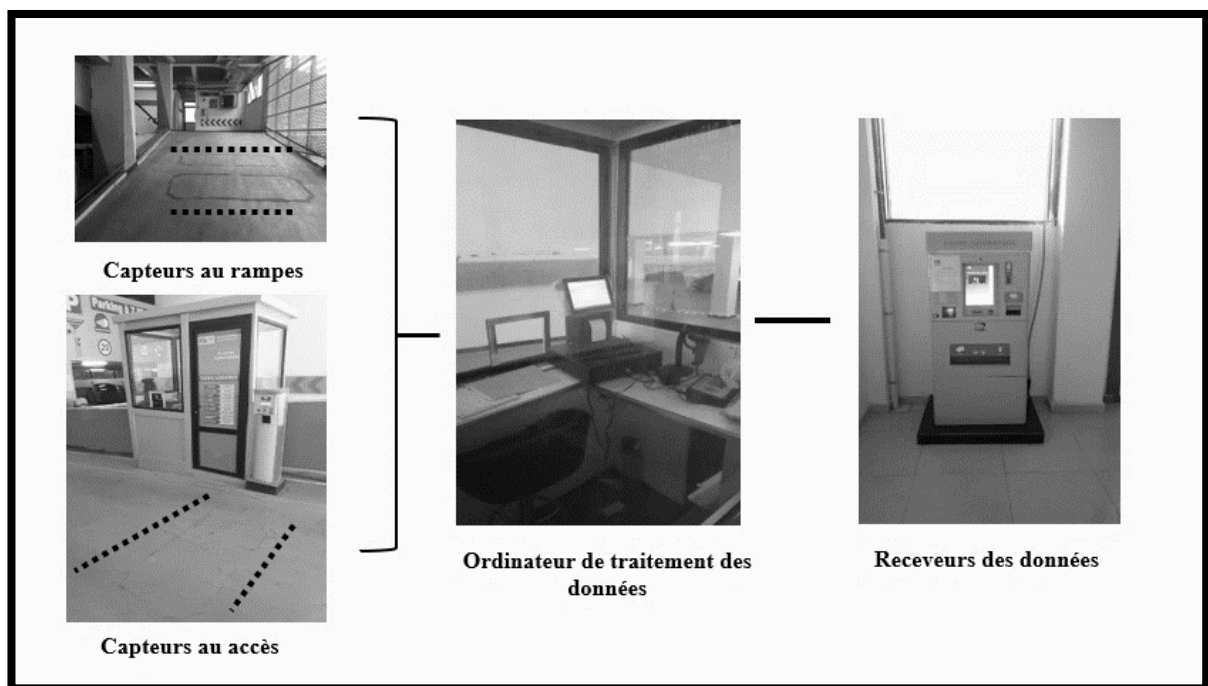 Capteurs au rampes
Parking à
20
Capteurs au accès
Ordinateur de traitement des
données
Receveurs des données